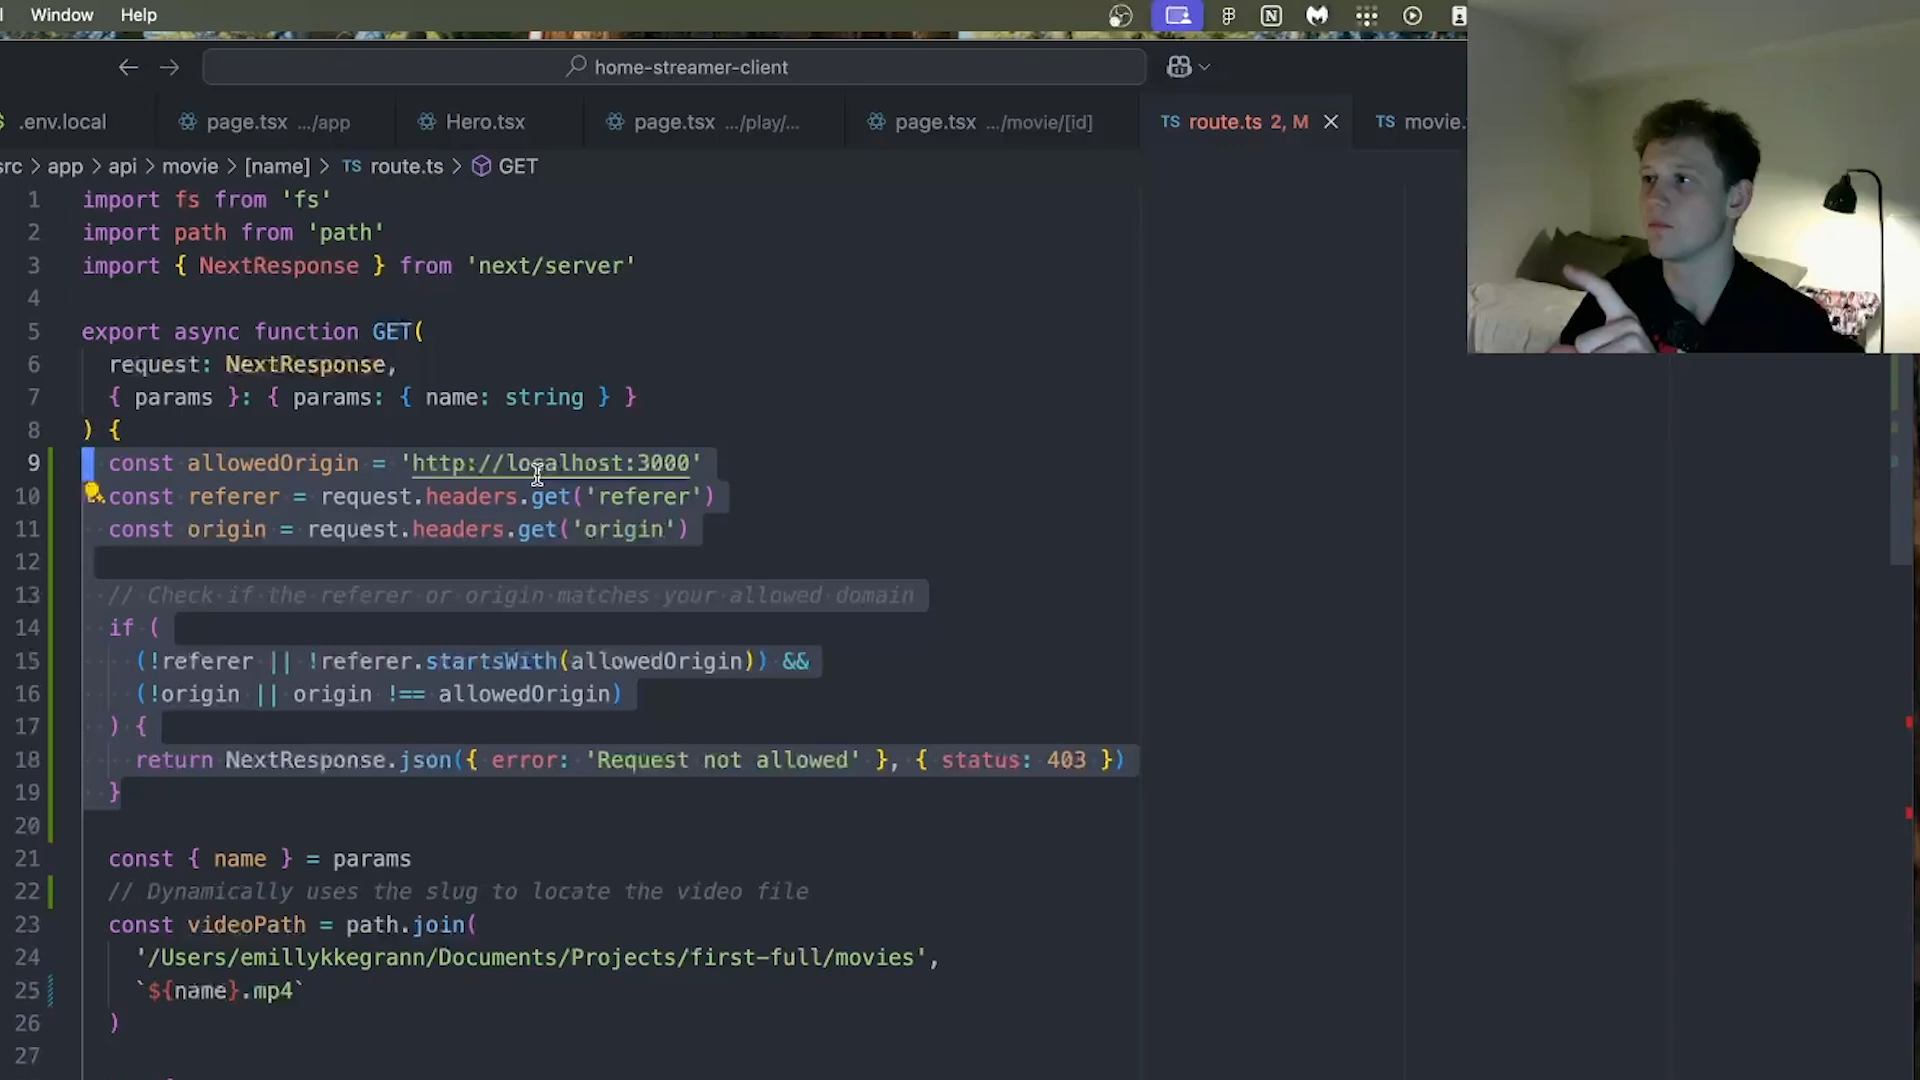 Window Help
home-streamer-client
.env.local page.tsx .../app Hero.tsx page.tsx .../play/... page.tsx .../movie/[id] TS route.ts 2, M TS movie.
src > app > api > movie > [name] > TS route.ts > GET
1 import fs from 'fs'
2 import path from 'path'
3 import { NextResponse } from 'next/server'
4
5 export async function GET(
6 request: NextResponse,
7 { params }: { params: { name: string } }
8 ) {
9 const allowedOrigin = 'http://localhost:3000'
10 const referer = request.headers.get('referer')
11 const origin = request.headers.get('origin')
12
13 // Check if the referer or origin matches your allowed domain
14 if (
15 (!referer || !referer.startsWith(allowedOrigin)) &&
16 (!origin || origin !== allowedOrigin)
17 ) {
18 return NextResponse.json({ error: 'Request not allowed' }, { status: 403 })
19 }
20
21 const { name } = params
22 // Dynamically uses the slug to locate the video file
23 const videoPath = path.join(
24 '/Users/emillykkegrann/Documents/Projects/first-full/movies',
25 `${name}.mp4`
26 )
27